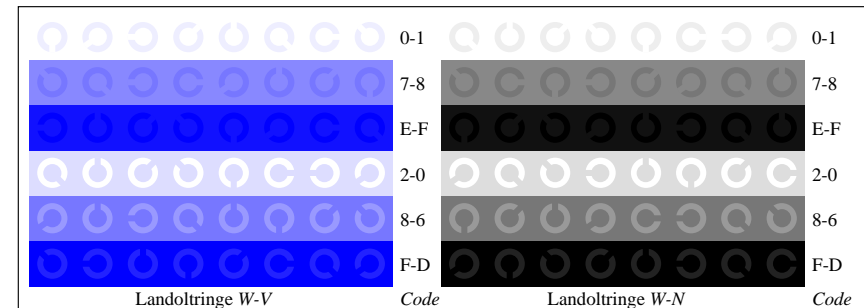 0-1 0-1
7-8 7-8
E-F E-F
2-0 2-0
8-6 8-6
F-D F-D
Landoltringe W-V Code Landoltringe W-N Code